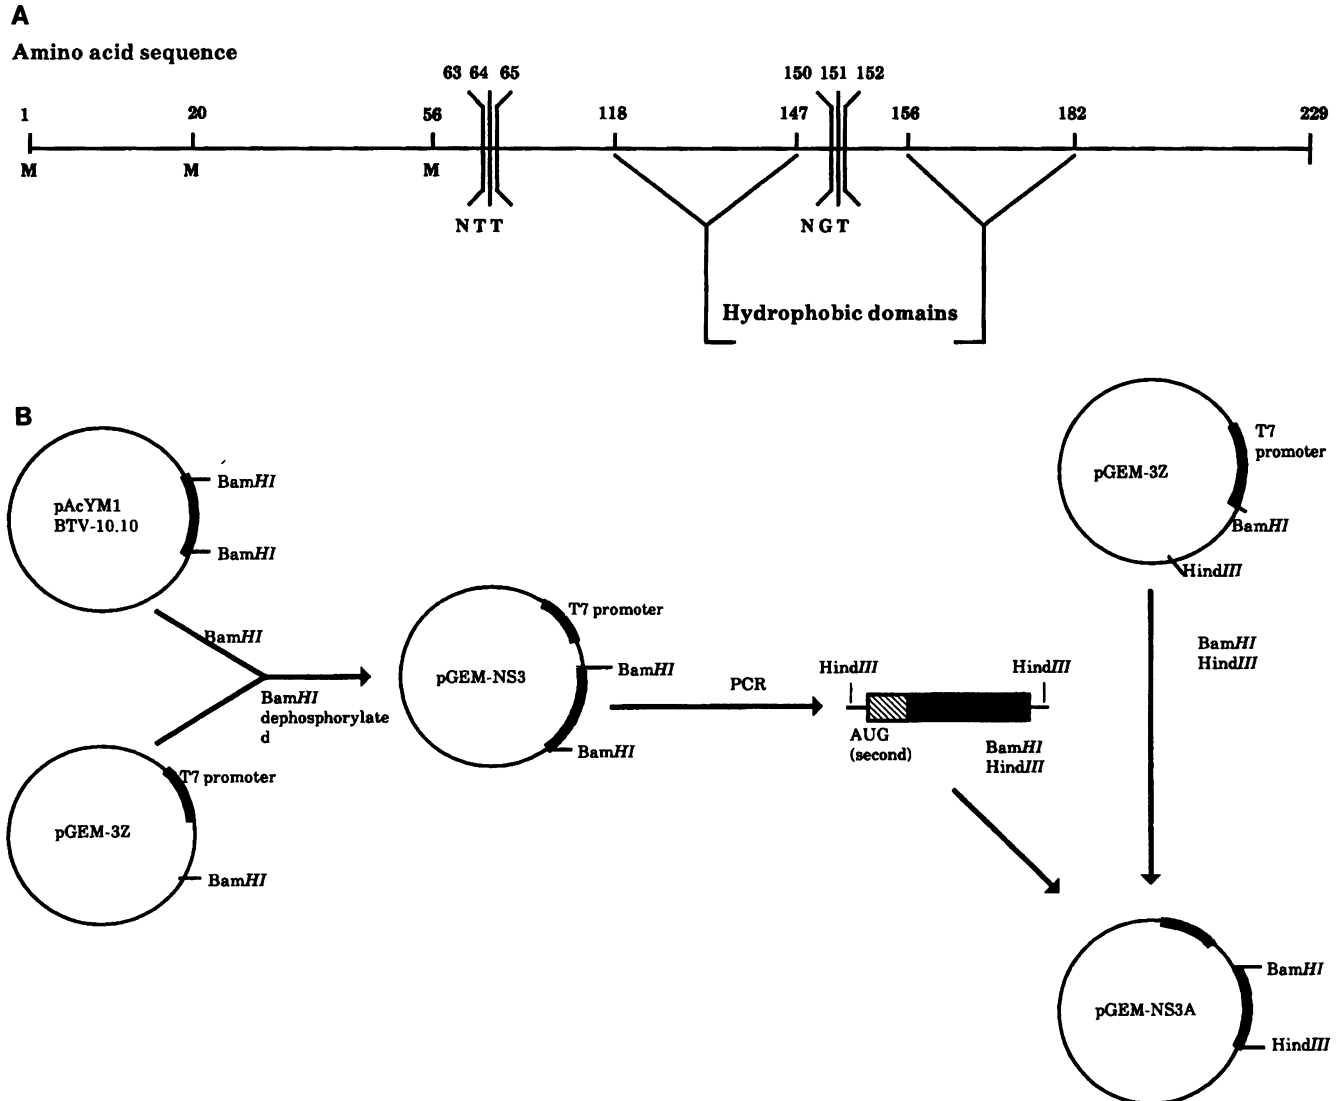 A
Amino acid sequence
63 64 65
150 151 152
1 20 56 118 147 156 182 229
M M M
NTT
NGT
Hydrophobic domains
B
pAcYM1
BTV-10.10
BamHI
BamHI
BamHI
BamHI
dephosphorylate
d
pGEM-3Z
T7 promoter
BamHI
pGEM-NS3
T7 promoter
BamHI
BamHI
PCR
HindIII
HindIII
AUG
(second)
BamHI
HindIII
pGEM-3Z
T7
promoter
BamHI
HindIII
BamHI
HindIII
pGEM-NS3A
BamHI
HindIII